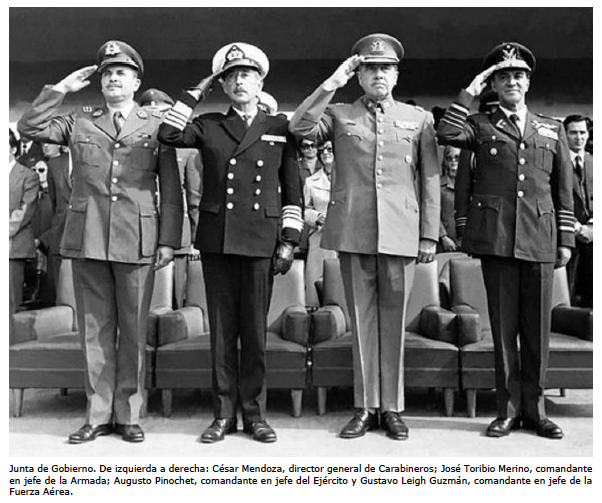 Junta de Gobierno. De izquierda a derecha: César Mendoza, director general de Carabineros; José Toribio Merino, comandante
en jefe de la Armada; Augusto Pinochet, comandante en jefe del Ejército y Gustavo Leigh Guzmán, comandante en jefe de la
Fuerza Aérea.